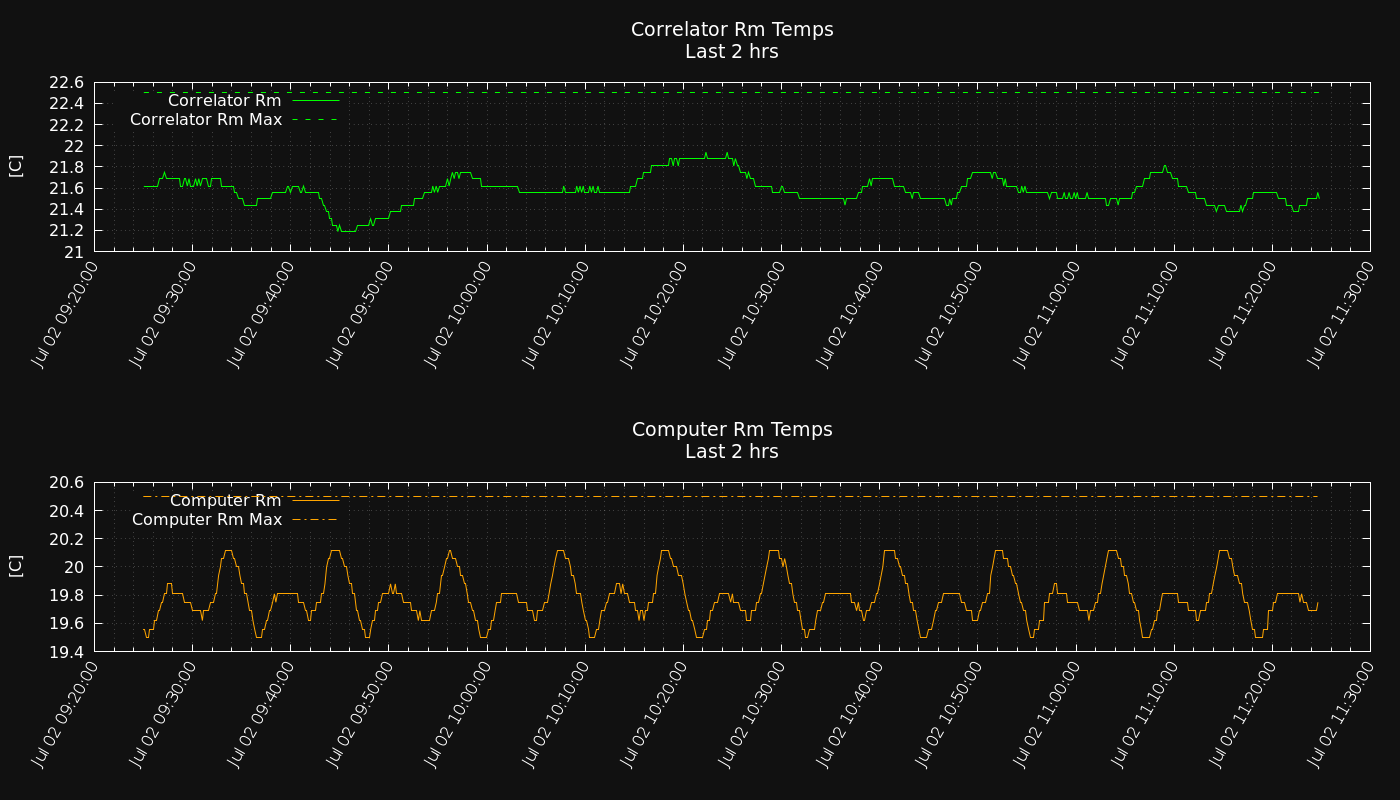 Correlator Rm Temps
Last 2 hrs
[C]
22.6
22.4
22.2
22
21.8
21.6
21.4
21.2
21
Correlator Rm
Correlator Rm Max
Jul 02 09:20:00
Jul 02 09:30:00
Jul 02 09:40:00
Jul 02 09:50:00
Jul 02 10:00:00
Jul 02 10:10:00
Jul 02 10:20:00
Jul 02 10:30:00
Jul 02 10:40:00
Jul 02 10:50:00
Jul 02 11:00:00
Jul 02 11:10:00
Jul 02 11:20:00
Jul 02 11:30:00
Computer Rm Temps
Last 2 hrs
[C]
20.6
20.4
20.2
20
19.8
19.6
19.4
Computer Rm
Computer Rm Max
Jul 02 09:20:00
Jul 02 09:30:00
Jul 02 09:40:00
Jul 02 09:50:00
Jul 02 10:00:00
Jul 02 10:10:00
Jul 02 10:20:00
Jul 02 10:30:00
Jul 02 10:40:00
Jul 02 10:50:00
Jul 02 11:00:00
Jul 02 11:10:00
Jul 02 11:20:00
Jul 02 11:30:00